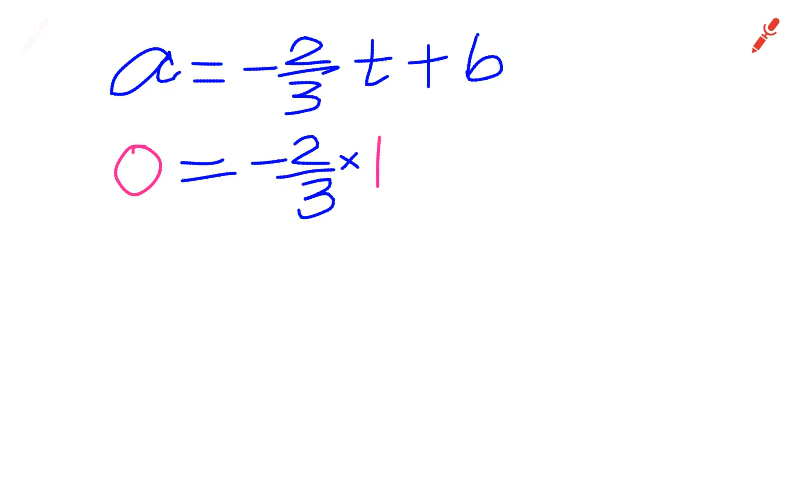 a = -2/3 t + b
0 = -2/3 × 1